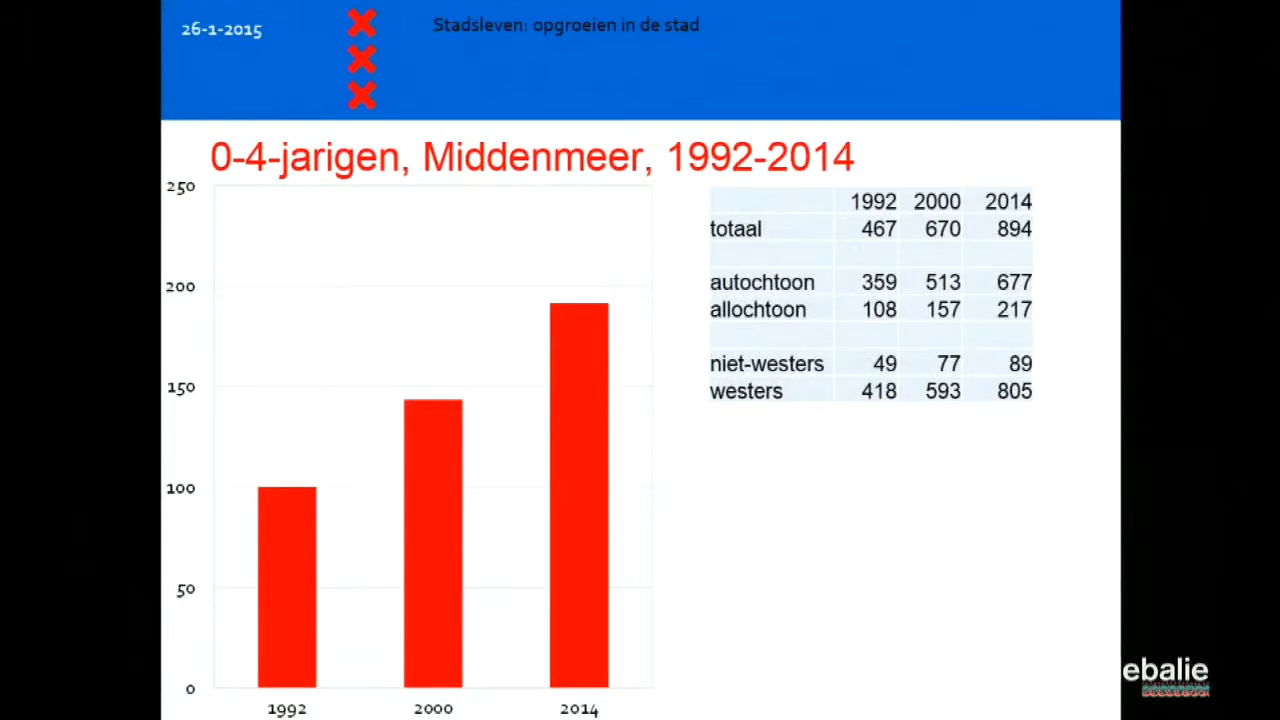 26-1-2015
Stadsleven: opgroeien in de stad
0-4-jarigen, Middenmeer, 1992-2014
250
200
150
100
50
0
1992 2000 2014
1992 2000 2014
totaal 467 670 894
autochtoon 359 513 677
allochtoon 108 157 217
niet-westers 49 77 89
westers 418 593 805
ebalie